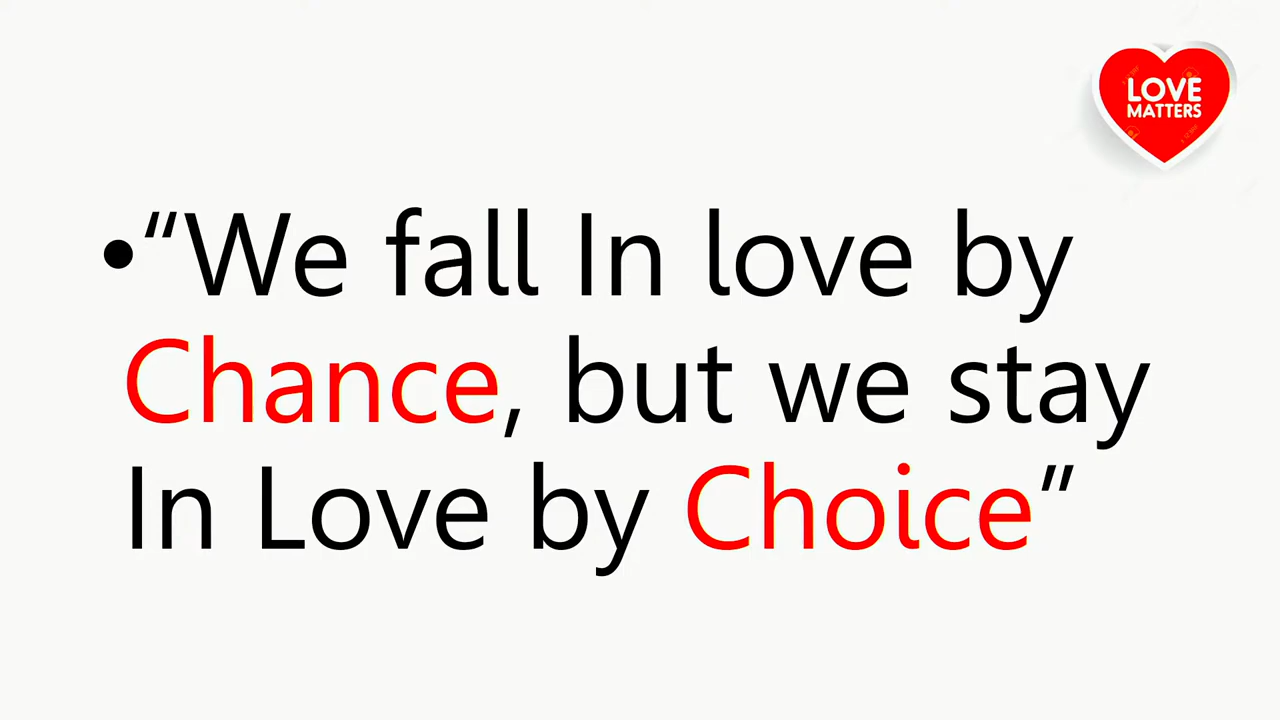 LOVE
MATTERS
•“We fall In love by
Chance, but we stay
In Love by Choice”